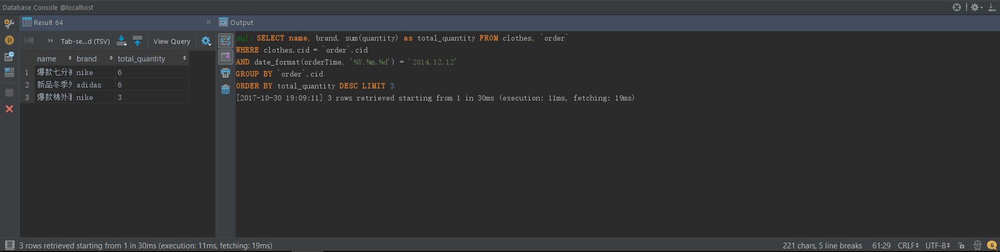 Database Console @localhost
Result 64
Output
Tab-se...d (TSV)
View Query
name brand total_quantity
1 爆款七分 nike 6
2 新品冬季 adidas 6
3 爆款棉外 nike 3
sql> SELECT name, brand, sum(quantity) as total_quantity FROM clothes, `order`
WHERE clothes.cid = `order`.cid
AND date_format(orderTime, '%Y.%m.%d') = '2014.12.12'
GROUP BY `order`.cid
ORDER BY total_quantity DESC LIMIT 3
[2017-10-30 19:09:11] 3 rows retrieved starting from 1 in 30ms (execution: 11ms, fetching: 19ms)
3 rows retrieved starting from 1 in 30ms (execution: 11ms, fetching: 19ms)
221 chars, 5 line breaks 61:29 CRLF UTF-8 6